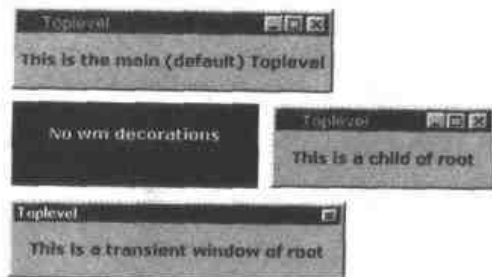 Toplevel
This is the main (default) Toplevel
No wm decorations
Toplevel
This is a child of root
Toplevel
This is a transient window of root